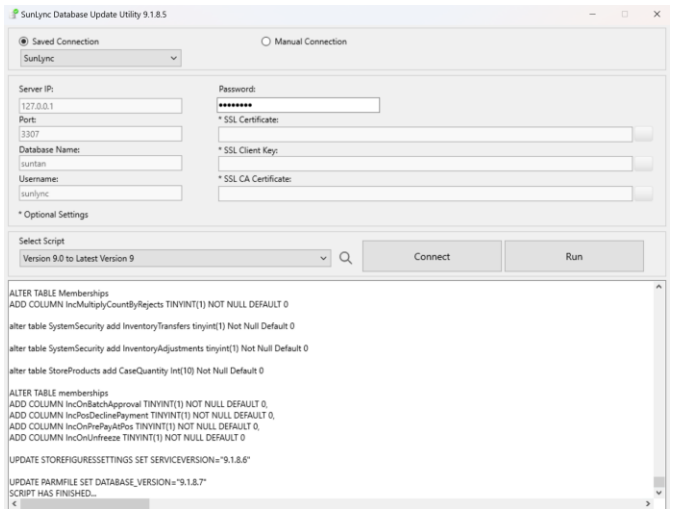 SunLync Database Update Utility 9.1.8.5
Saved Connection
Manual Connection
SunLync
Server IP:
Password:
127.0.0.1
Port:
* SSL Certificate:
3307
Database Name:
* SSL Client Key:
suntan
Username:
* SSL CA Certificate:
sunlync
* Optional Settings
Select Script
Version 9.0 to Latest Version 9
Connect
Run
ALTER TABLE Memberships
ADD COLUMN IncMultiplyCountByRejects TINYINT(1) NOT NULL DEFAULT 0
alter table SystemSecurity add InventoryTransfers tinyint(1) Not Null Default 0
alter table SystemSecurity add InventoryAdjustments tinyint(1) Not Null Default 0
alter table StoreProducts add CaseQuantity Int(10) Not Null Default 0
ALTER TABLE memberships
ADD COLUMN IncOnBatchApproval TINYINT(1) NOT NULL DEFAULT 0,
ADD COLUMN IncPosDeclinePayment TINYINT(1) NOT NULL DEFAULT 0,
ADD COLUMN IncOnPrePayAtPos TINYINT(1) NOT NULL DEFAULT 0,
ADD COLUMN IncOnUnfreeze TINYINT(1) NOT NULL DEFAULT 0
UPDATE STOREFIGURESSETTINGS SET SERVICEVERSION="9.1.8.6"
UPDATE PARMFILE SET DATABASE_VERSION="9.1.8.7"
SCRIPT HAS FINISHED...